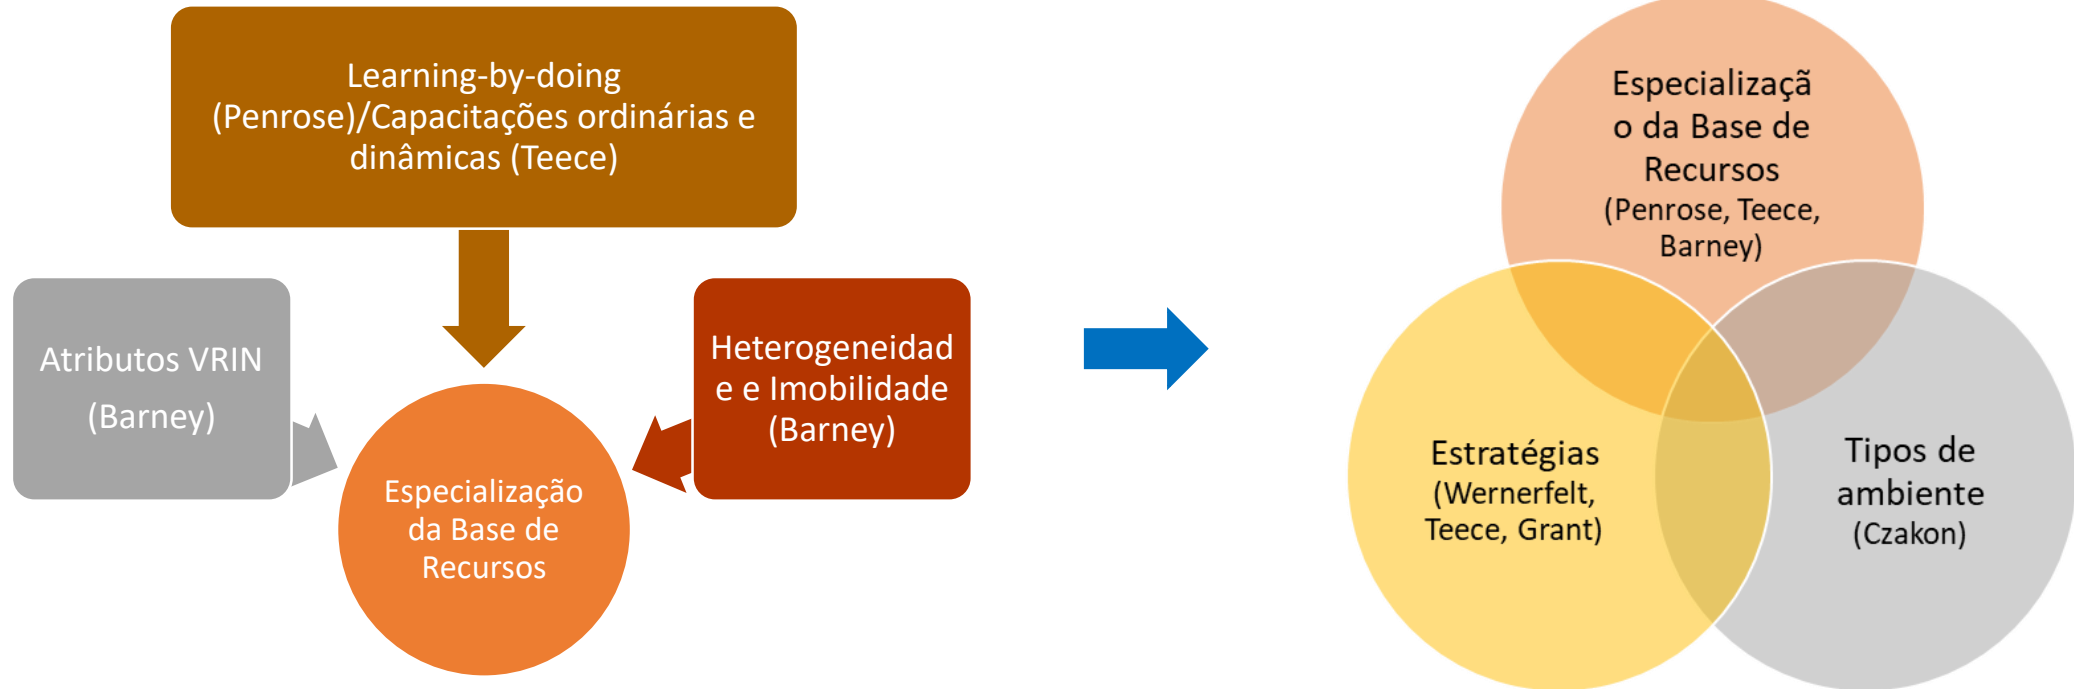 Learning-by-doing
(Penrose)/Capacitações ordinárias e
dinâmicas (Teece)
Atributos VRIN
(Barney)
Heterogeneidad
e e Imobilidade
(Barney)
Especialização
da Base de
Recursos
Especializaçã
o da Base de
Recursos
(Penrose, Teece,
Barney)
Estratégias
(Wernerfelt,
Teece, Grant)
Tipos de
ambiente
(Czakon)